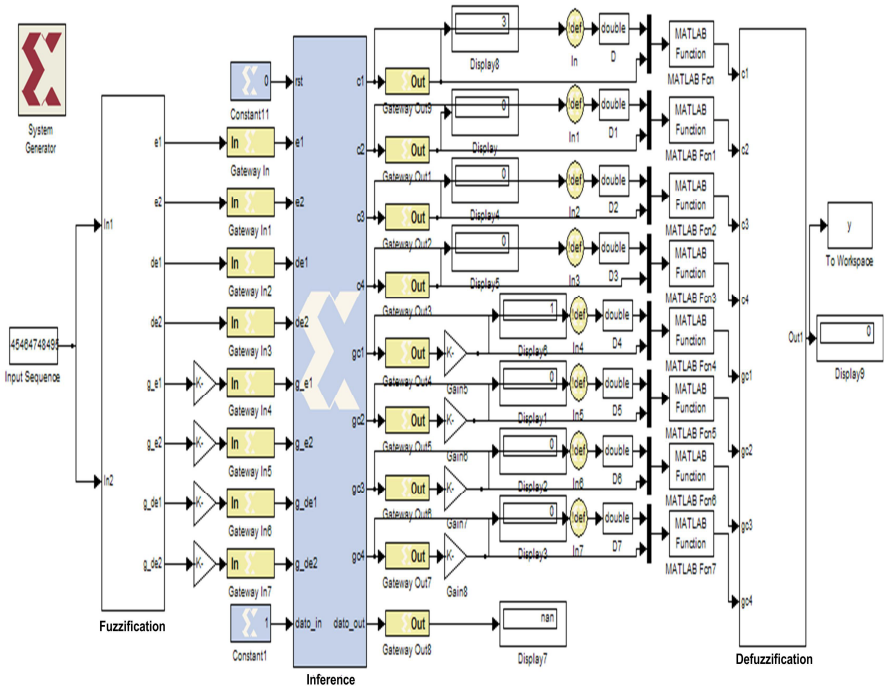 System
Generator
Input Sequence
In1
In2
e1
e2
de1
de2
g_e1
g_e2
g_de1
g_de2
Fuzzification
K-
K-
K-
K-
0
Constant11
In
Gateway In
In
Gateway In1
In
Gateway In2
In
Gateway In3
In
Gateway In4
In
Gateway In5
In
Gateway In6
In
Gateway In7
1
Constant1
rst
e1
e2
de1
de2
g_e1
g_e2
g_de1
g_de2
dato_in
c1
c2
c3
c4
gc1
gc2
gc3
gc4
dato_out
Inference
Out
Gateway Out9
Out
Gateway Out1
Out
Gateway Out2
Out
Gateway Out3
Out
Gateway Out4
Out
Gateway Out5
Out
Gateway Out6
Out
Gateway Out7
Out
Gateway Out8
K-
Gain5
K-
Gain6
K-
Gain7
K-
Gain8
3
Display8
0
Display
0
Display4
0
Display5
1
Display6
0
Display1
0
Display2
0
Display3
nan
Display7
In
In1
In2
In3
In4
In5
In6
In7
double
D
double
D1
double
D2
double
D3
double
D4
double
D5
double
D6
double
D7
MATLAB
Function
MATLAB Fcn
MATLAB
Function
MATLAB Fcn1
MATLAB
Function
MATLAB Fcn2
MATLAB
Function
MATLAB Fcn3
MATLAB
Function
MATLAB Fcn4
MATLAB
Function
MATLAB Fcn5
MATLAB
Function
MATLAB Fcn6
MATLAB
Function
MATLAB Fcn7
c1
c2
c3
c4
gc1
gc2
gc3
gc4
Out1
Defuzzification
y
To Workspace
0
Display9